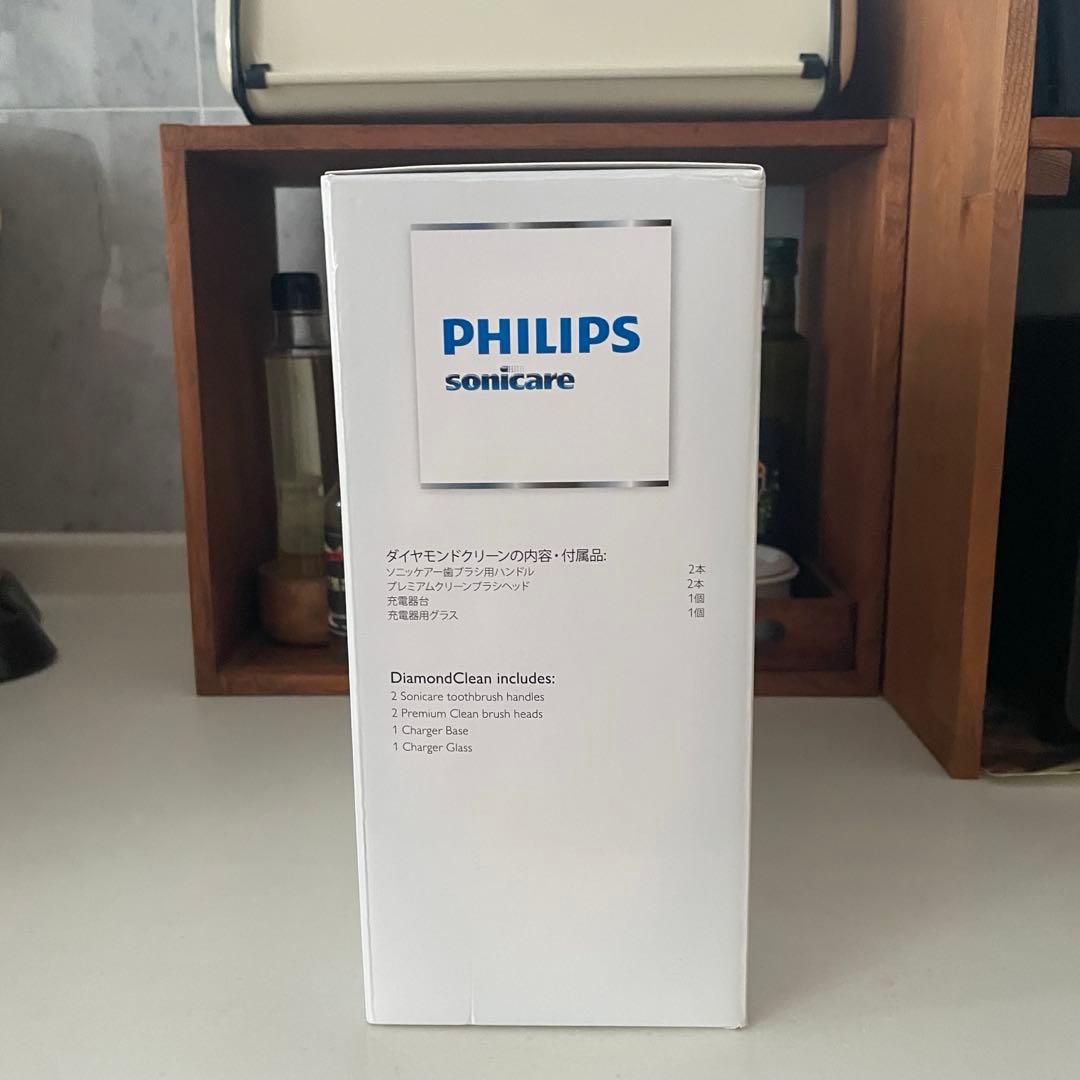 PHILIPS
sonicare
ダイヤモンドクリーンの内容・付属品:
ソニッケアー歯ブラシ用ハンドル 2本
プレミアムクリーンブラシヘッド 2本
充電器台 1個
充電器用グラス 1個
DiamondClean includes:
2 Sonicare toothbrush handles
2 Premium Clean brush heads
1 Charger Base
1 Charger Glass